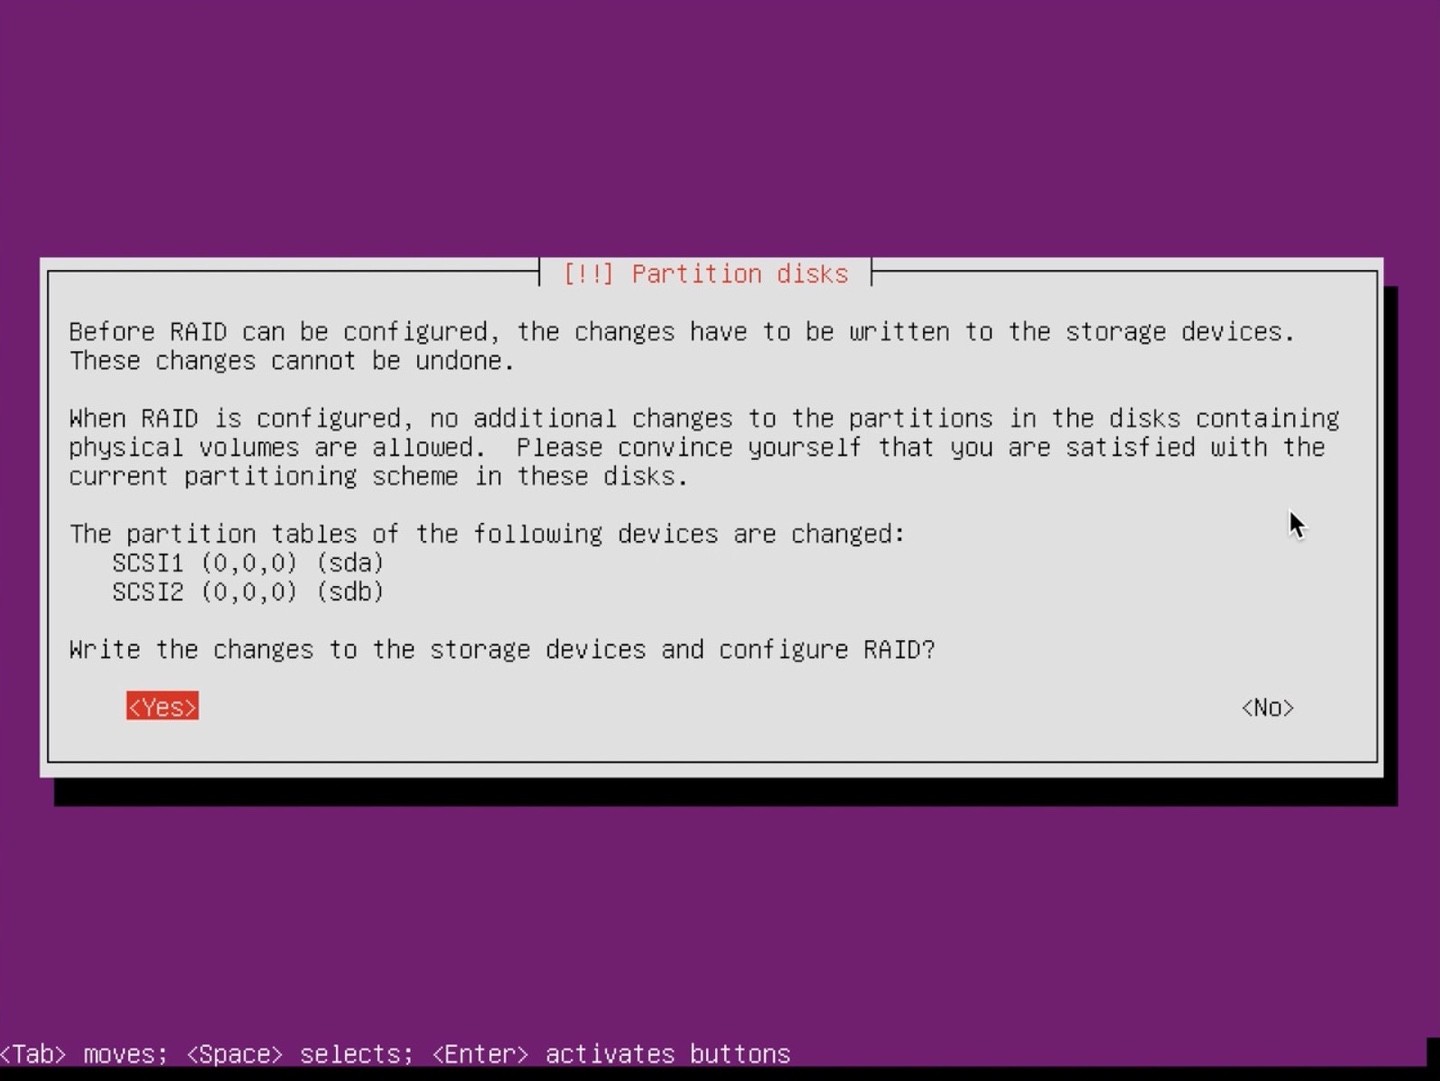 [!!] Partition disks
Before RAID can be configured, the changes have to be written to the storage devices.
These changes cannot be undone.
When RAID is configured, no additional changes to the partitions in the disks containing
physical volumes are allowed.  Please convince yourself that you are satisfied with the
current partitioning scheme in these disks.
The partition tables of the following devices are changed:
SCSI1 (0,0,0) (sda)
SCSI2 (0,0,0) (sdb)
Write the changes to the storage devices and configure RAID?
<Yes> <No>
<Tab> moves; <Space> selects; <Enter> activates buttons